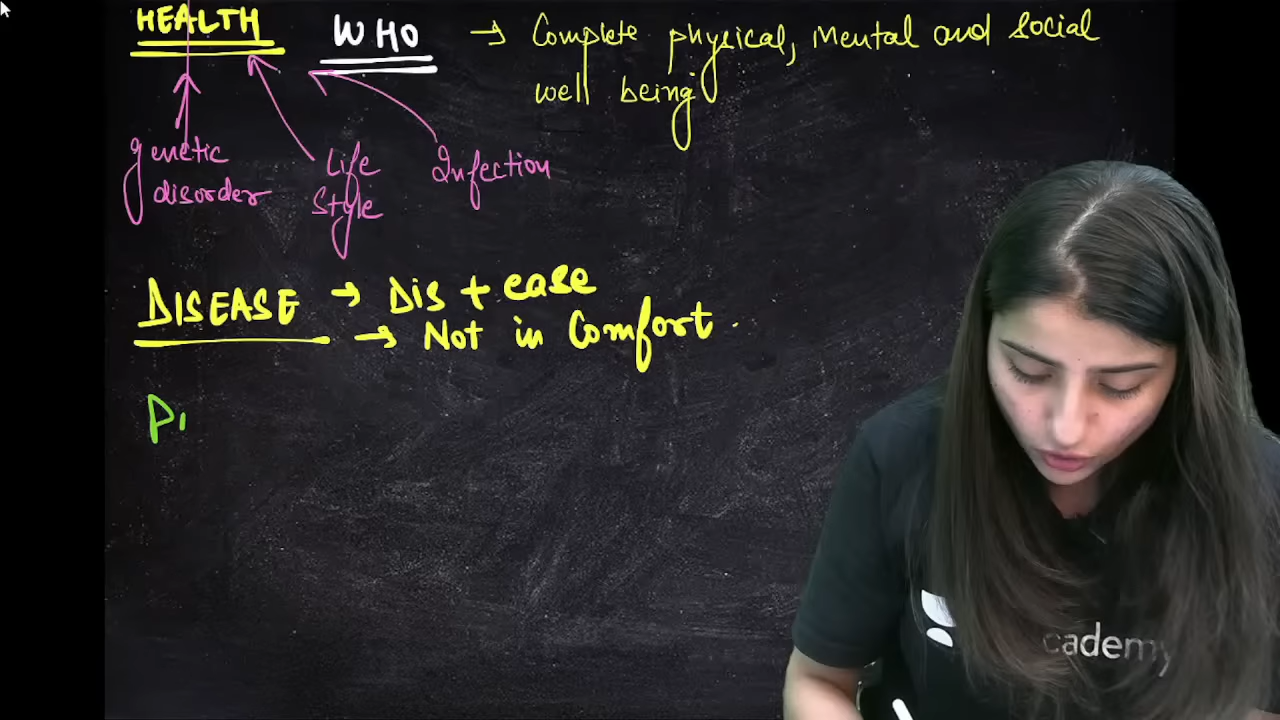 HEALTH WHO → Complete physical, mental and social
well being
genetic
disorder
Life
Style
Infection
DISEASE → Dis + ease
→ Not in Comfort.
cademy